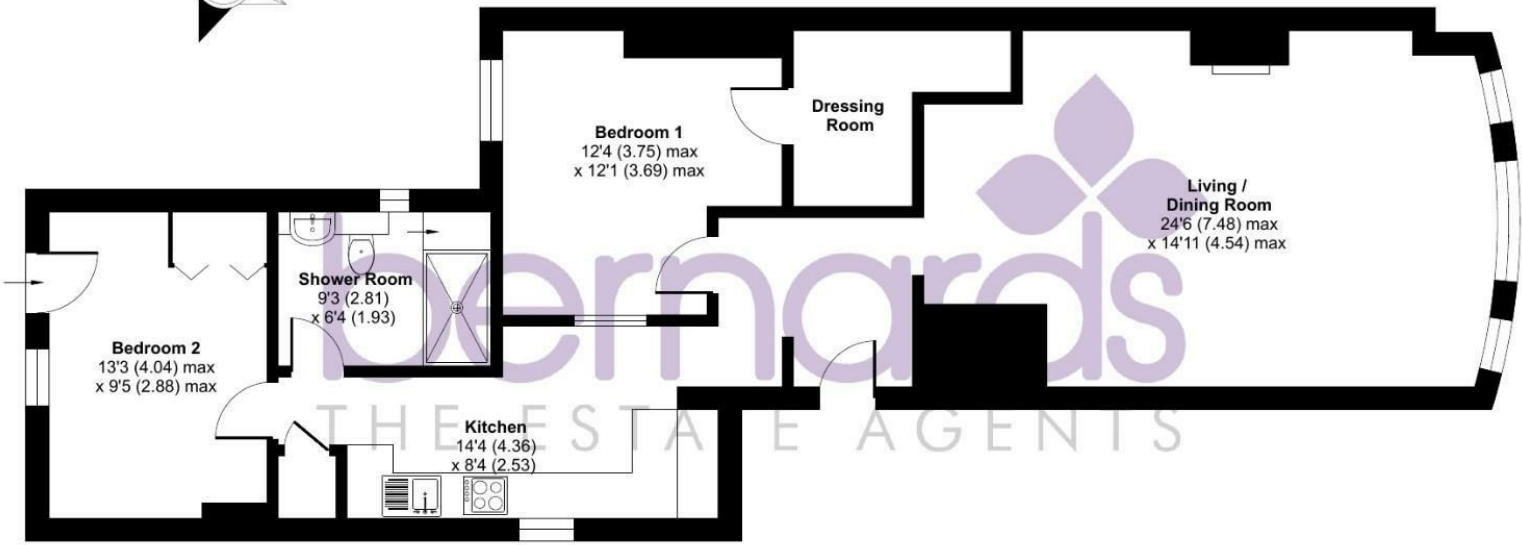 Dressing
Room
Bedroom 1
12'4 (3.75) max
x 12'1 (3.69) max
Living /
Dining Room
24'6 (7.48) max
x 14'11 (4.54) max
Shower Room
9'3 (2.81)
x 6'4 (1.93)
Bedroom 2
13'3 (4.04) max
x 9'5 (2.88) max
Kitchen
14'4 (4.36)
x 8'4 (2.53)
bernards
THE ESTATE AGENTS